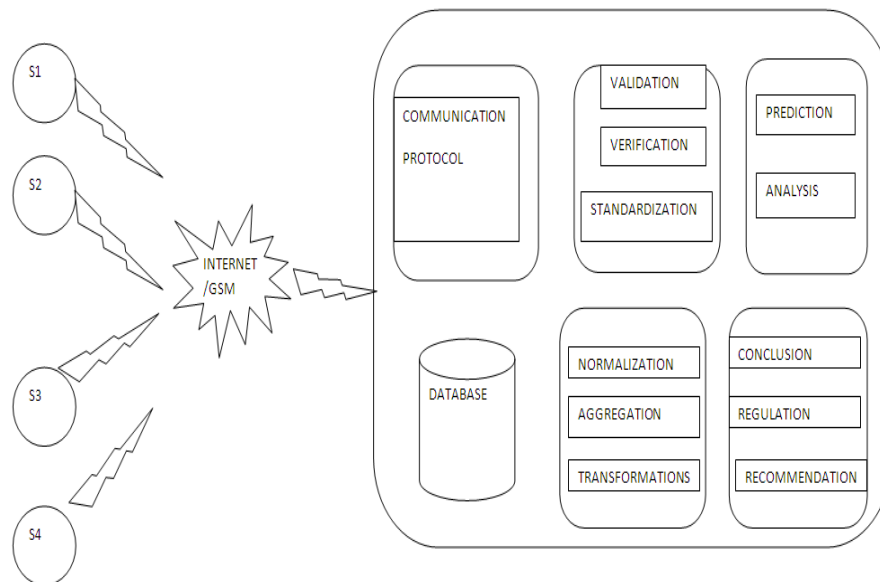 S1
S2
S3
S4
INTERNET
/GSM
COMMUNICATION
PROTOCOL
DATABASE
VALIDATION
VERIFICATION
STANDARDIZATION
NORMALIZATION
AGGREGATION
TRANSFORMATIONS
PREDICTION
ANALYSIS
CONCLUSION
REGULATION
RECOMMENDATION